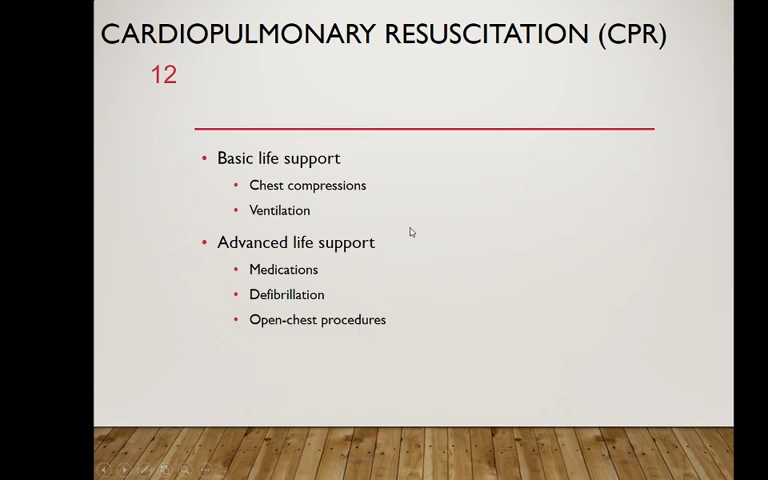 CARDIOPULMONARY RESUSCITATION (CPR)
12
• Basic life support
• Chest compressions
• Ventilation
• Advanced life support
• Medications
• Defibrillation
• Open-chest procedures